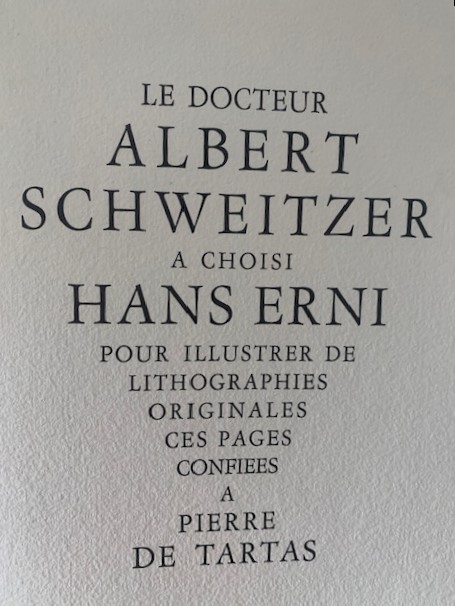 LE DOCTEUR
ALBERT
SCHWEITZER
A CHOISI
HANS ERNI
POUR ILLUSTRER DE
LITHOGRAPHIES
ORIGINALES
CES PAGES
CONFIEES
A
PIERRE
DE TARTAS